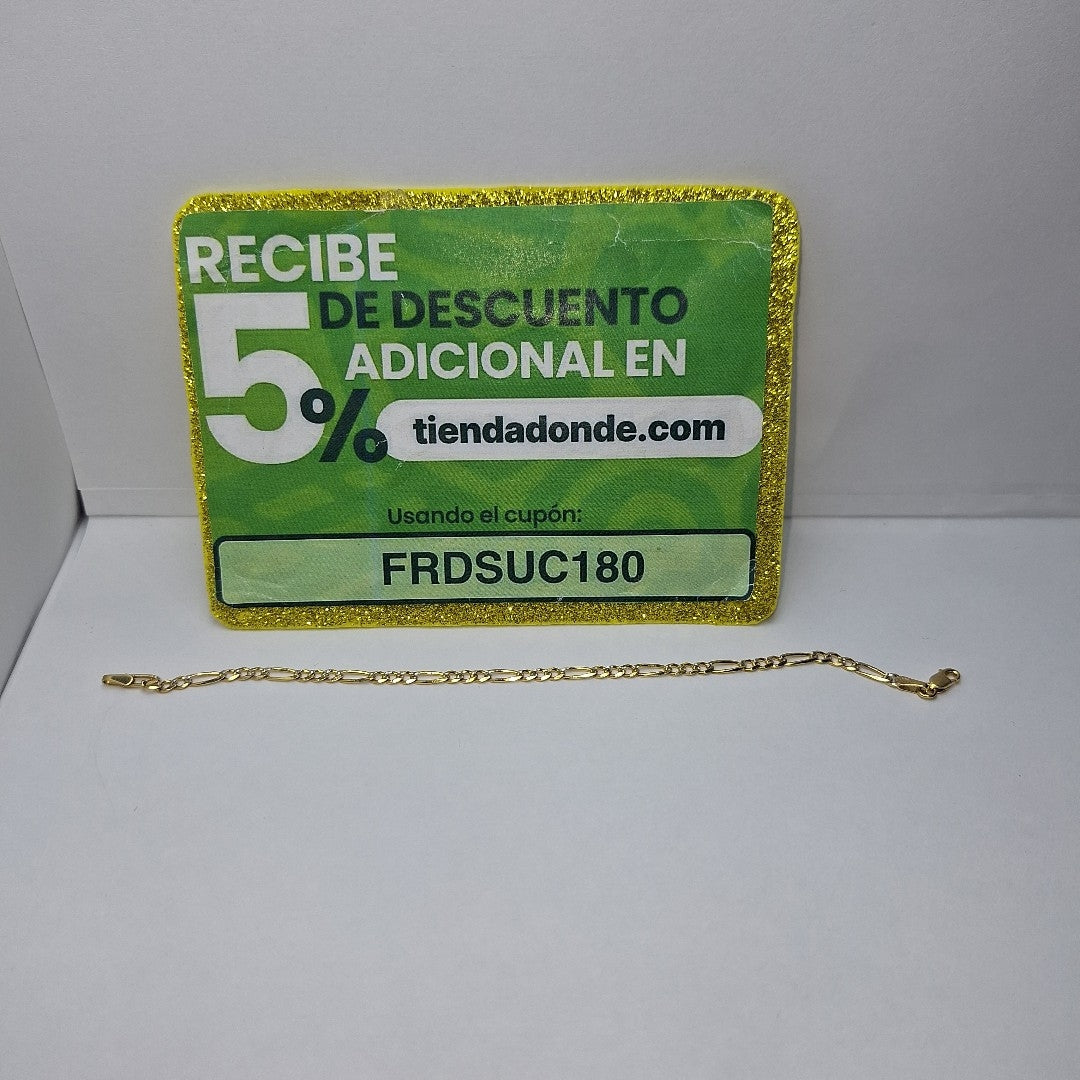 RECIBE
5% DE DESCUENTO
ADICIONAL EN
tiendadonde.com
Usando el cupón:
FRDSUC180